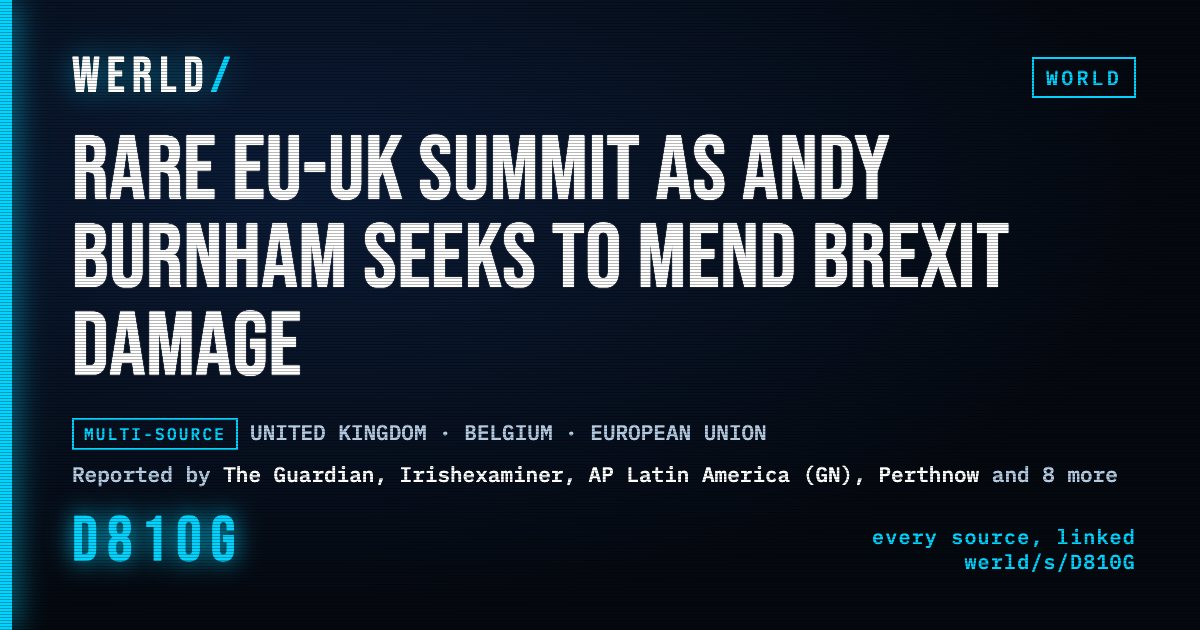 WERLD/
WORLD
RARE EU-UK SUMMIT AS ANDY
BURNHAM SEEKS TO MEND BREXIT
DAMAGE
MULTI-SOURCE UNITED KINGDOM · BELGIUM · EUROPEAN UNION
Reported by The Guardian, Irishexaminer, AP Latin America (GN), Perthnow and 8 more
D810G
every source, linked
werld/s/D810G